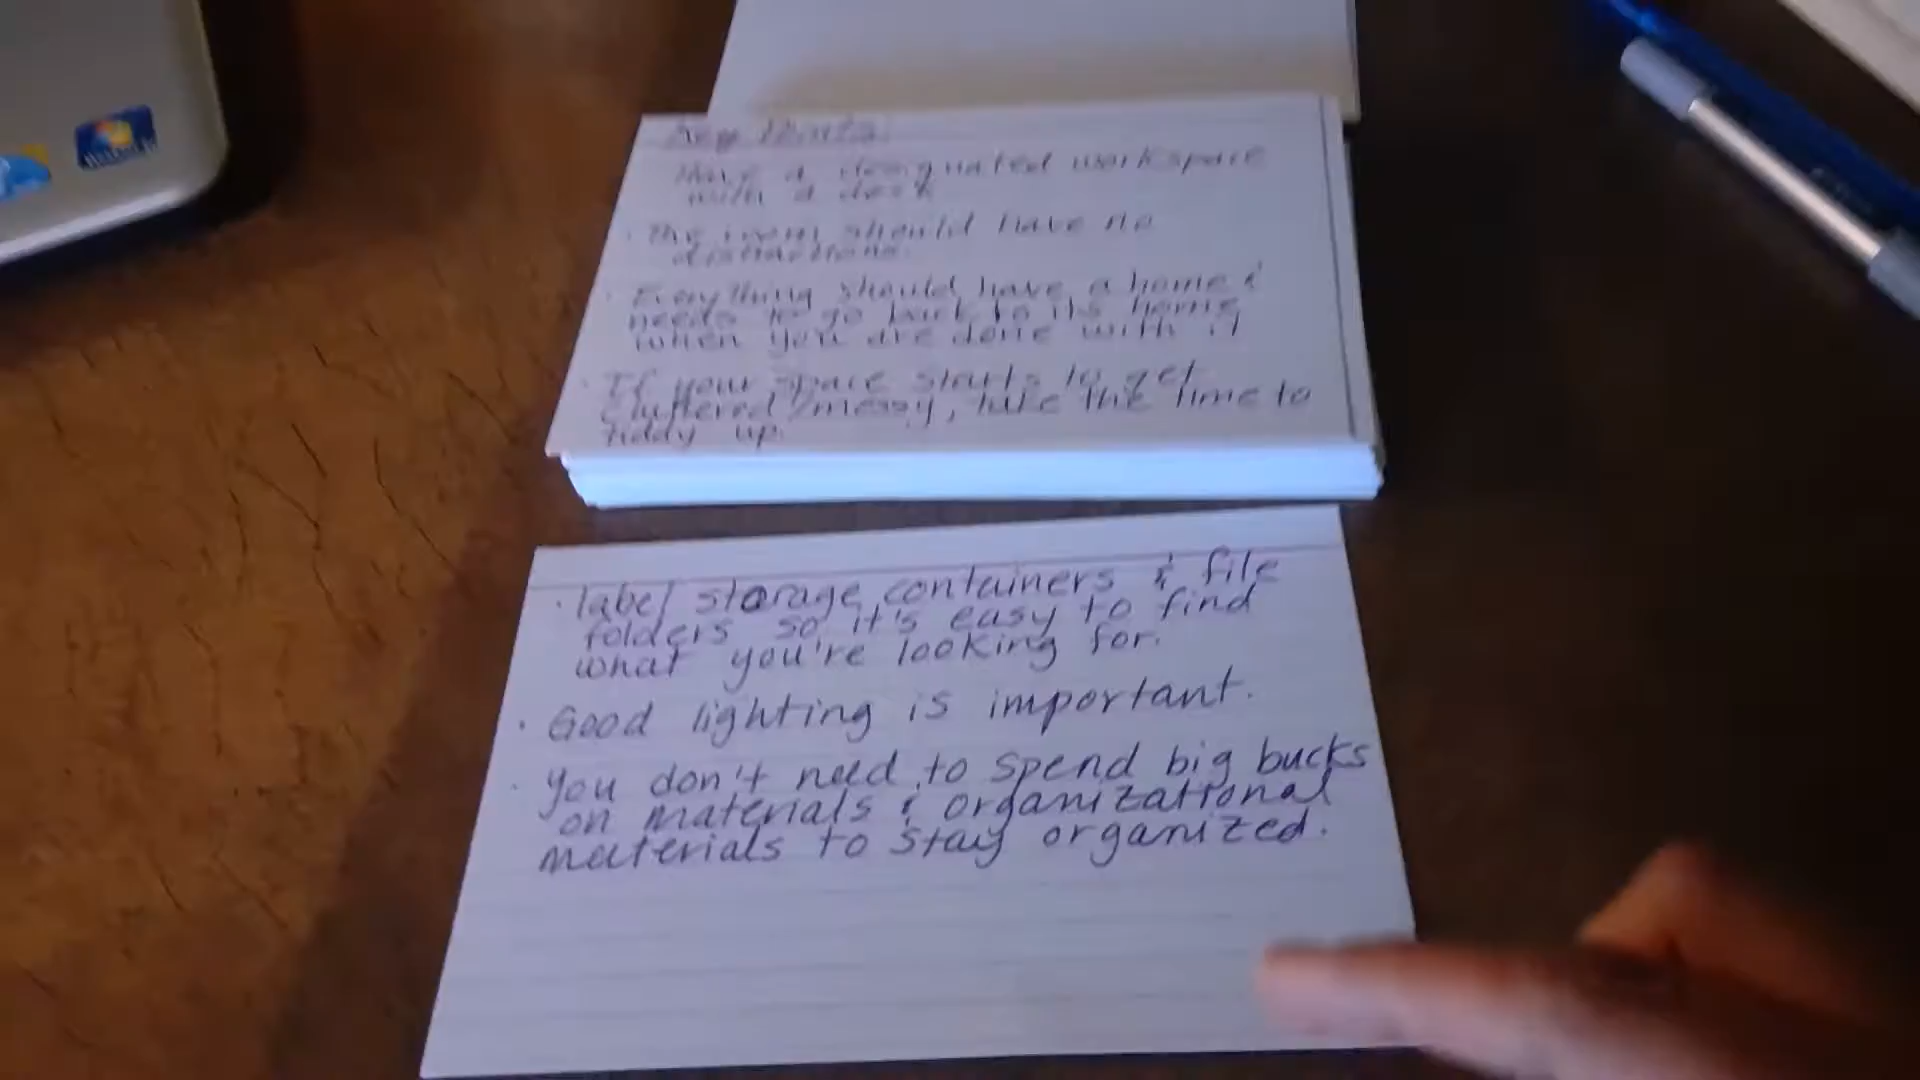 Key Points:
Have a designated workspace
with a desk
· The room should have no
distractions.
· Everything should have a home &
needs to go back to its home
when you are done with it
· If your space starts to get
cluttered/messy, take the time to
tiddy up.
· label storage containers & file
folders so it's easy to find
what you're looking for.
· Good lighting is important.
· You don't need to spend big bucks
on materials & organizational
materials to stay organized.